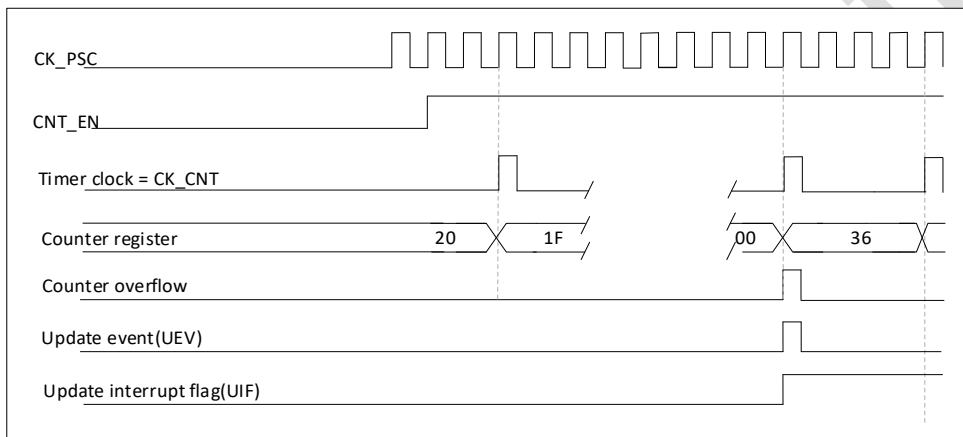 CK_PSC
CNT_EN
Timer clock = CK_CNT
Counter register 20 1F 00 36
Counter overflow
Update event(UEV)
Update interrupt flag(UIF)